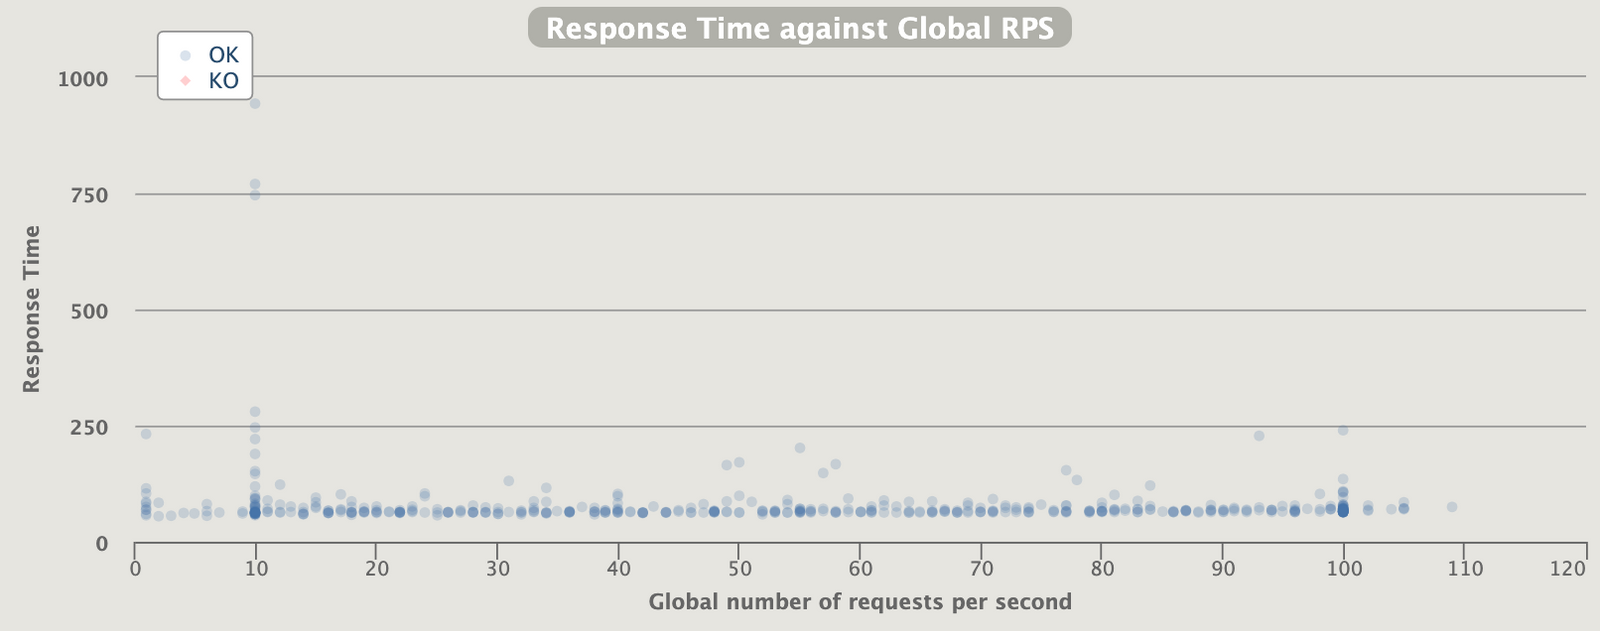 Response Time against Global RPS
OK
KO
1000
750
500
250
0
Response Time
0 10 20 30 40 50 60 70 80 90 100 110 120
Global number of requests per second